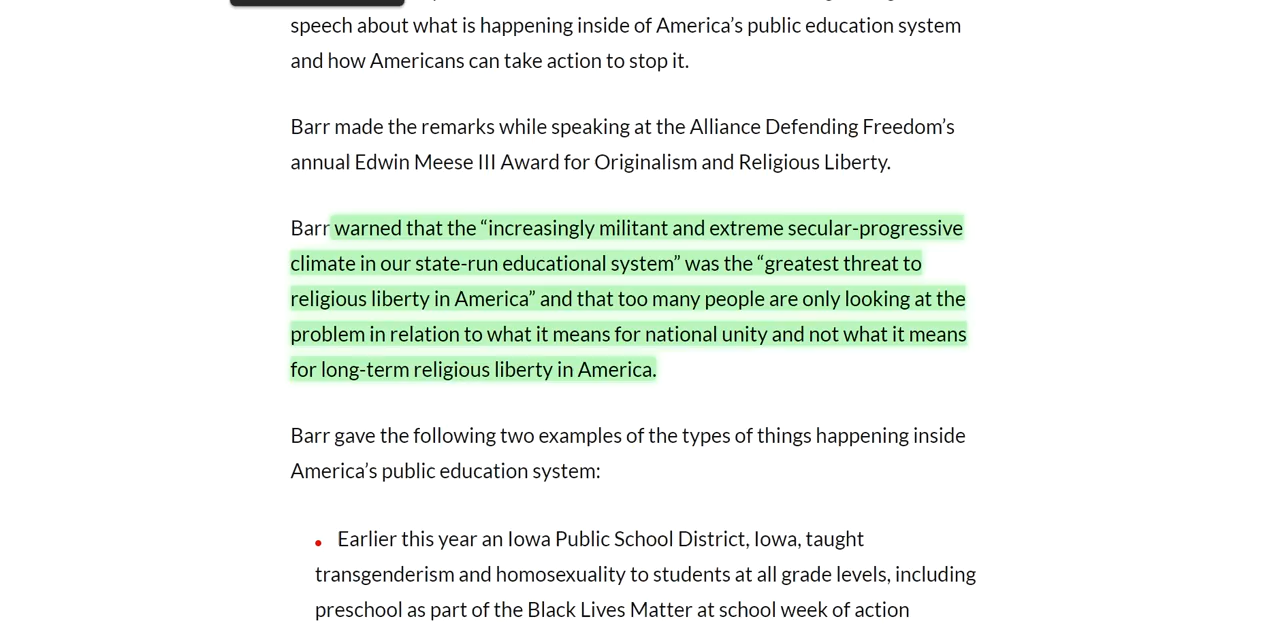 speech about what is happening inside of America’s public education system
and how Americans can take action to stop it.
Barr made the remarks while speaking at the Alliance Defending Freedom’s
annual Edwin Meese III Award for Originalism and Religious Liberty.
Barr warned that the “increasingly militant and extreme secular-progressive
climate in our state-run educational system” was the “greatest threat to
religious liberty in America” and that too many people are only looking at the
problem in relation to what it means for national unity and not what it means
for long-term religious liberty in America.
Barr gave the following two examples of the types of things happening inside
America’s public education system:
• Earlier this year an Iowa Public School District, Iowa, taught
transgenderism and homosexuality to students at all grade levels, including
preschool as part of the Black Lives Matter at school week of action